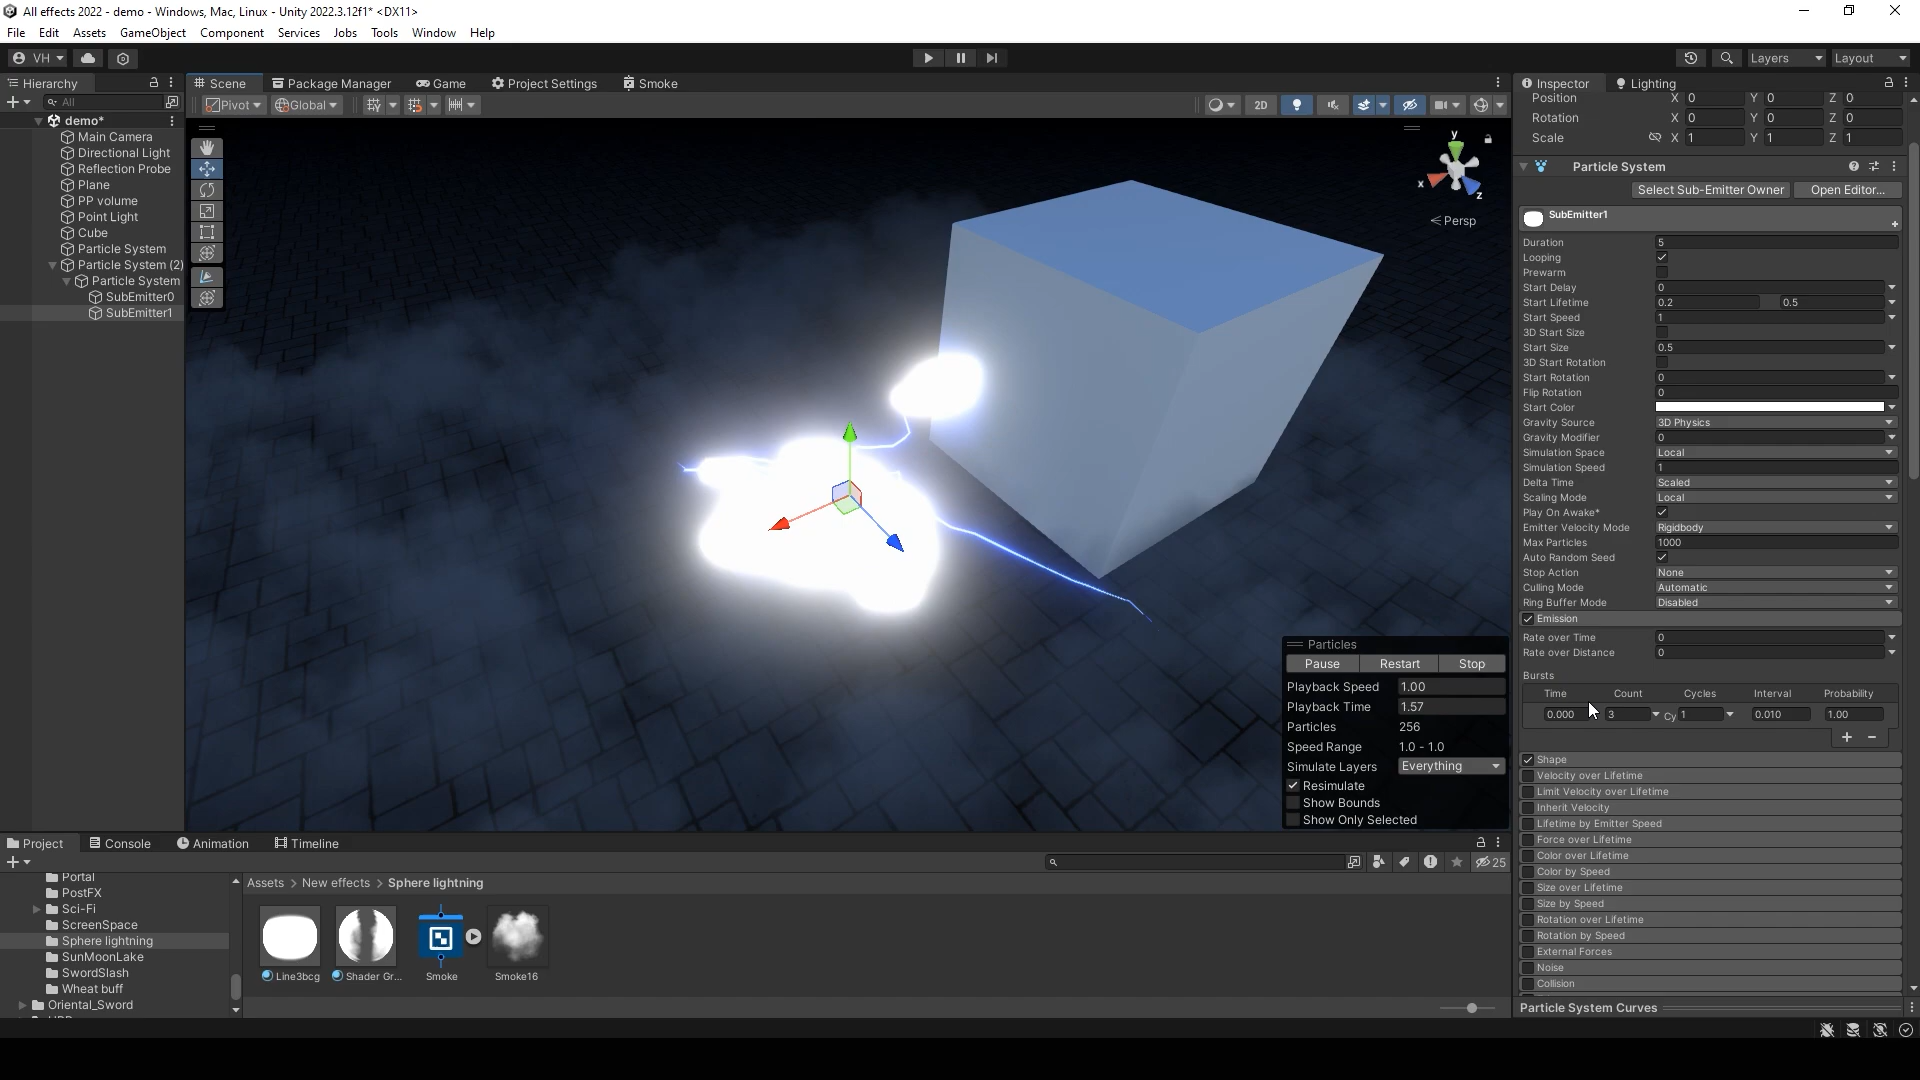 All effects 2022 - demo - Windows, Mac, Linux - Unity 2022.3.12f1* <DX11>
File Edit Assets GameObject Component Services Jobs Tools Window Help
VH Layers Layout
Hierarchy Scene Package Manager Game Project Settings Smoke Inspector Lighting
All Pivot Global 2D
Position X 0 Y 0 Z 0
Rotation X 0 Y 0 Z 0
Scale X 1 Y 1 Z 1
demo*
Main Camera
Directional Light
Reflection Probe
Plane
PP volume
Point Light
Cube
Particle System
Particle System (2)
Particle System
SubEmitter0
SubEmitter1
y
x
z
Persp
Particles
Pause Restart Stop
Playback Speed 1.00
Playback Time 1.57
Particles 256
Speed Range 1.0 - 1.0
Simulate Layers Everything
Resimulate
Show Bounds
Show Only Selected
Particle System
Select Sub-Emitter Owner Open Editor...
SubEmitter1
Duration 5
Looping
Prewarm
Start Delay 0
Start Lifetime 0.2 0.5
Start Speed 1
3D Start Size
Start Size 0.5
3D Start Rotation
Start Rotation 0
Flip Rotation 0
Start Color
Gravity Source 3D Physics
Gravity Modifier 0
Simulation Space Local
Simulation Speed 1
Delta Time Scaled
Scaling Mode Local
Play On Awake*
Emitter Velocity Mode Rigidbody
Max Particles 1000
Auto Random Seed
Stop Action None
Culling Mode Automatic
Ring Buffer Mode Disabled
Emission
Rate over Time 0
Rate over Distance 0
Bursts
Time Count Cycles Interval Probability
0.000 3 Cy 1 0.010 1.00
Shape
Velocity over Lifetime
Limit Velocity over Lifetime
Inherit Velocity
Lifetime by Emitter Speed
Force over Lifetime
Color over Lifetime
Color by Speed
Size over Lifetime
Size by Speed
Rotation over Lifetime
Rotation by Speed
External Forces
Noise
Collision
Particle System Curves
Project Console Animation Timeline
25
Portal
PostFX
Sci-Fi
ScreenSpace
Sphere lightning
SunMoonLake
SwordSlash
Wheat buff
Oriental_Sword
Assets > New effects > Sphere lightning
Line3bcg Shader Gr... Smoke Smoke16